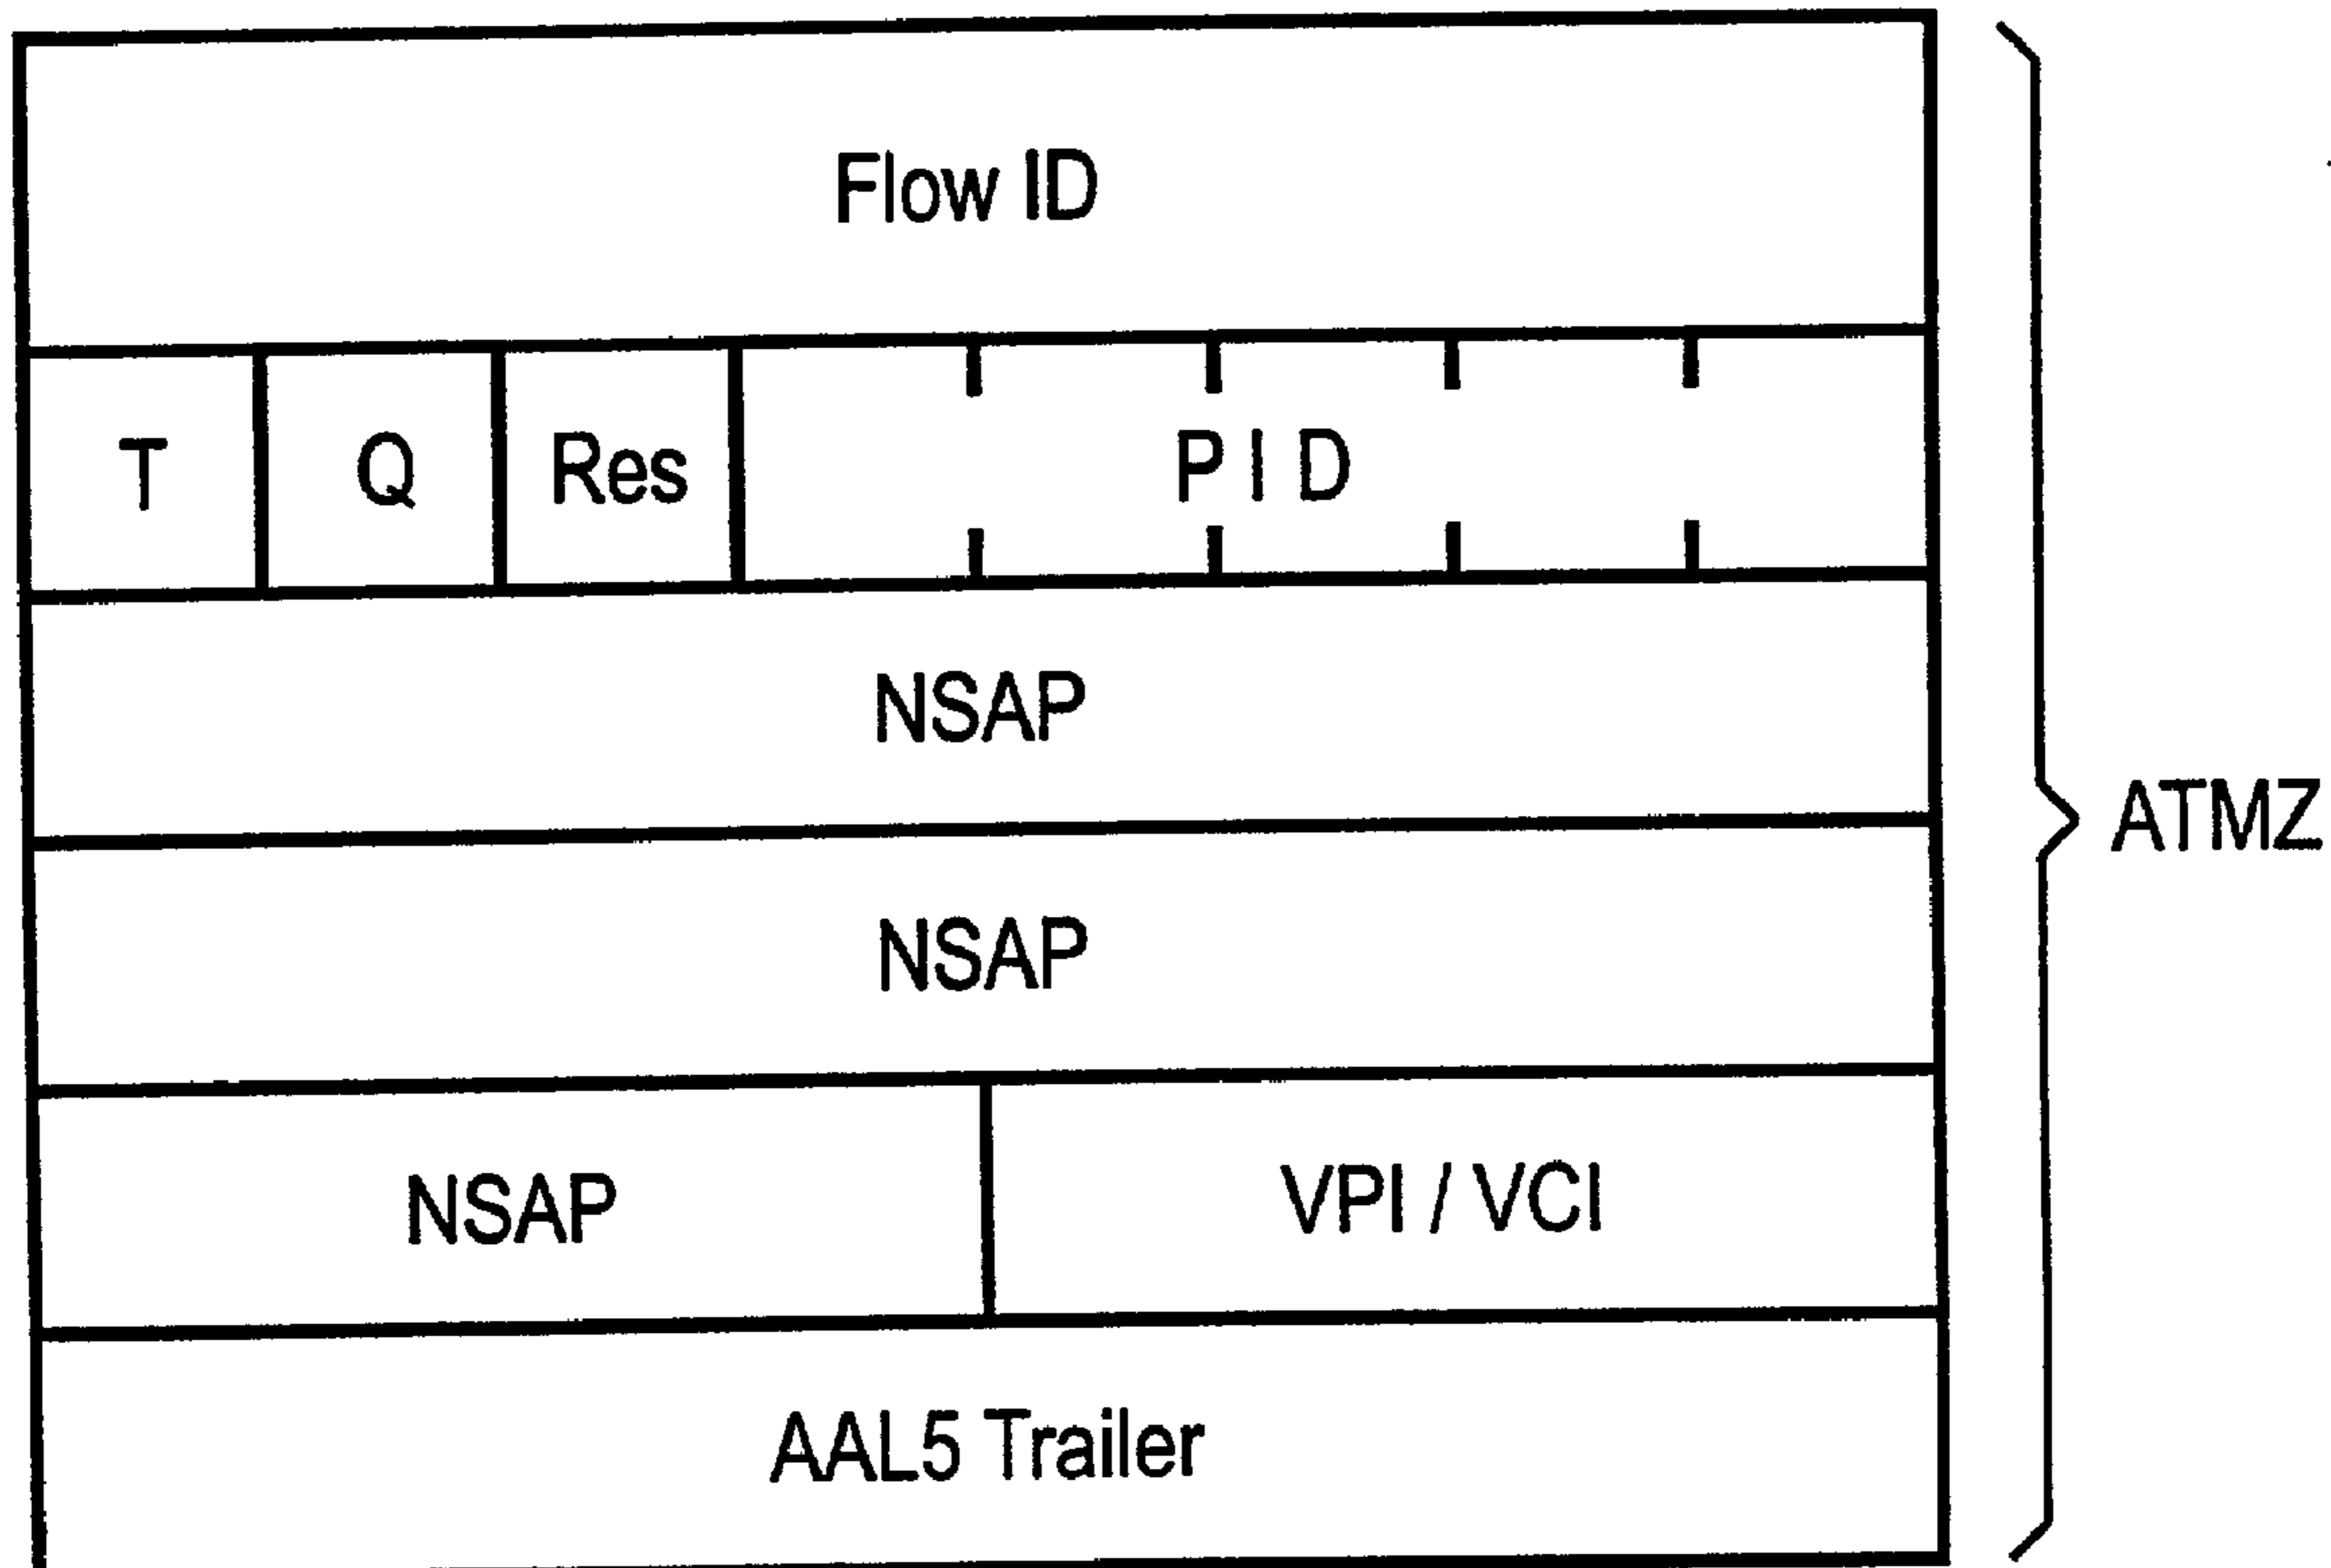 Flow ID
T Q Res P I D
NSAP
ATMZ
NSAP
NSAP VPI / VCI
AAL5 Trailer